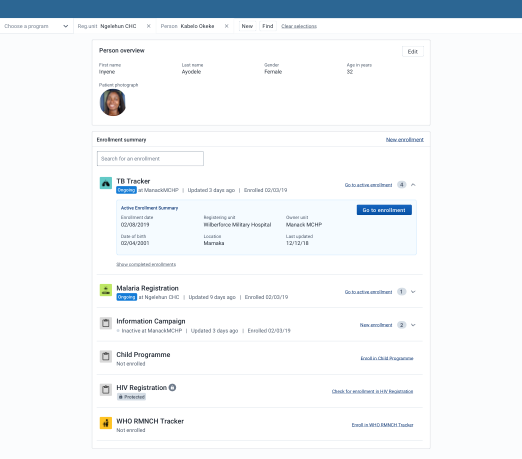 Choose a program Reg.unit Ngelehun CHC × Person Kabelo Okeke × New Find Clear selections
Person overview Edit
First name Last name Gender Age in years
Inyene Ayodele Female 32
Patient photograph
Enrollment summary New enrollment
Search for an enrollment
TB Tracker
Ongoing at ManackMCHP | Updated 3 days ago | Enrolled 02/03/19 Go to active enrollment 4
Active Enrollment Summary Go to enrollment
Enrollment date Registering unit Owner unit
02/08/2019 Wilberforce Military Hospital Manack MCHP
Date of birth Location Last updated
02/04/2001 Mamaka 12/12/18
Show completed enrollments
Malaria Registration
Ongoing at Ngelehun CHC | Updated 9 days ago | Enrolled 02/03/19 Go to active enrollment 1
Information Campaign
Inactive at ManackMCHP | Updated 3 days ago | Enrolled 02/03/19 New enrollment 2
Child Programme
Not enrolled Enroll in Child Programme
HIV Registration
Protected Check for enrollment in HIV Registration
WHO RMNCH Tracker
Not enrolled Enroll in WHO RMNCH Tracker